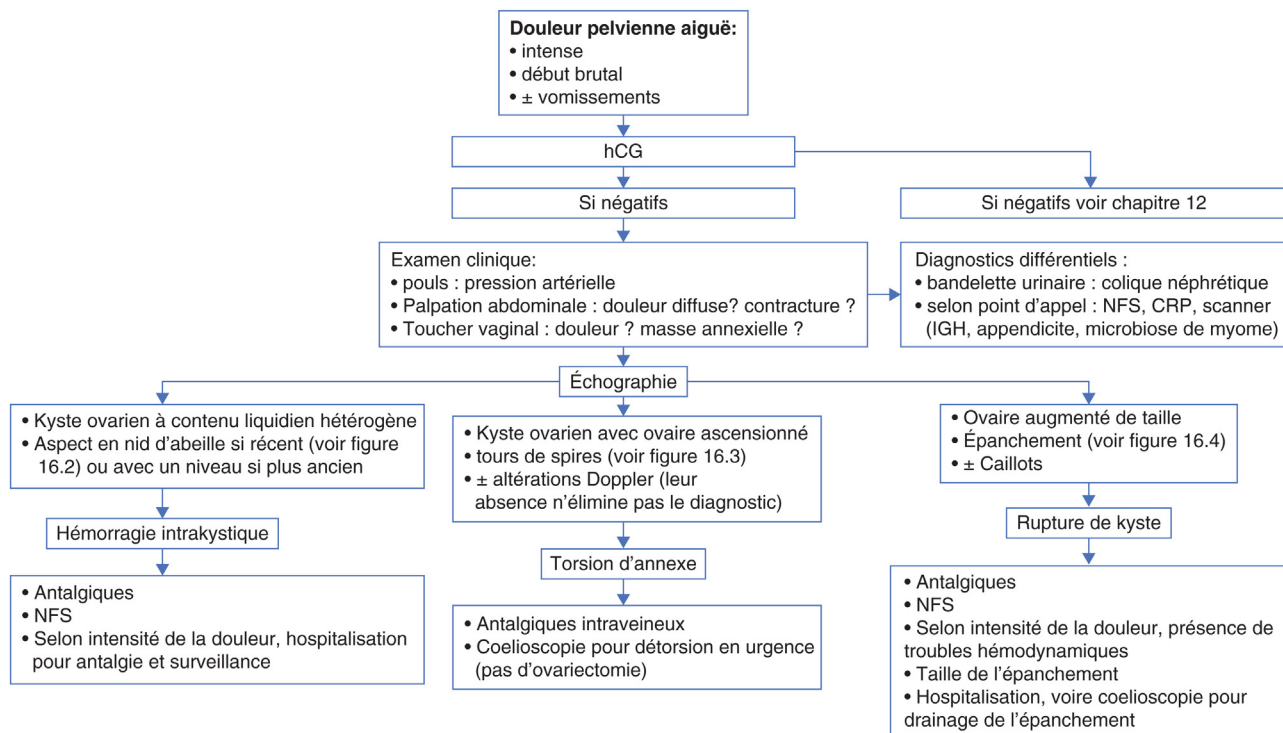 Douleur pelvienne aiguë:
• intense
• début brutal
• ± vomissements
hCG
Si négatifs
Si négatifs voir chapitre 12
Examen clinique:
• pouls : pression artérielle
• Palpation abdominale : douleur diffuse? contracture ?
• Toucher vaginal : douleur ? masse annexielle ?
Diagnostics différentiels :
• bandelette urinaire : colique néphrétique
• selon point d'appel : NFS, CRP, scanner
(IGH, appendicite, microbiose de myome)
Échographie
• Kyste ovarien à contenu liquidien hétérogène
• Aspect en nid d'abeille si récent (voir figure
16.2) ou avec un niveau si plus ancien
Hémorragie intrakystique
• Antalgiques
• NFS
• Selon intensité de la douleur, hospitalisation
pour antalgie et surveillance
• Kyste ovarien avec ovaire ascensionné
• tours de spires (voir figure 16.3)
• ± altérations Doppler (leur
absence n'élimine pas le diagnostic)
Torsion d'annexe
• Antalgiques intraveineux
• Coelioscopie pour détorsion en urgence
(pas d'ovariectomie)
• Ovaire augmenté de taille
• Épanchement (voir figure 16.4)
• ± Caillots
Rupture de kyste
• Antalgiques
• NFS
• Selon intensité de la douleur, présence de
troubles hémodynamiques
• Taille de l'épanchement
• Hospitalisation, voire coelioscopie pour
drainage de l'épanchement